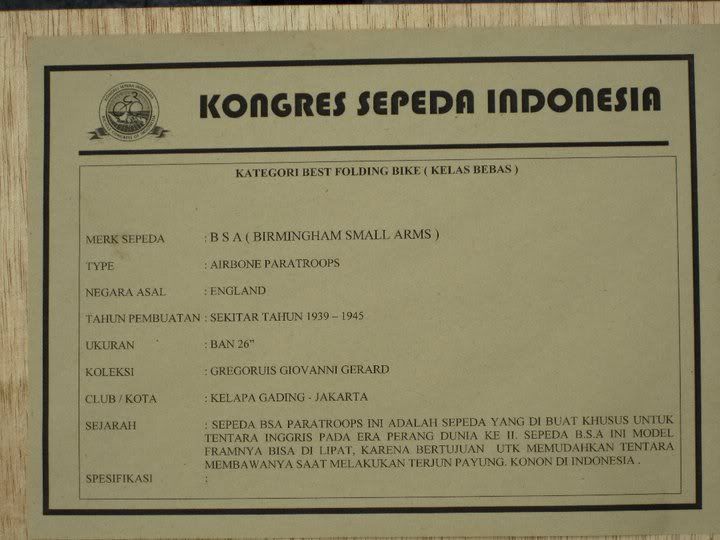 KONGRES SEPEDA INDONESIA
KATEGORI BEST FOLDING BIKE ( KELAS BEBAS )
MERK SEPEDA : B S A ( BIRMINGHAM SMALL ARMS )
TYPE : AIRBONE PARATROOPS
NEGARA ASAL : ENGLAND
TAHUN PEMBUATAN : SEKITAR TAHUN 1939 – 1945
UKURAN : BAN 26"
KOLEKSI : GREGORUIS GIOVANNI GERARD
CLUB / KOTA : KELAPA GADING - JAKARTA
SEJARAH : SEPEDA BSA PARATROOPS INI ADALAH SEPEDA YANG DI BUAT KHUSUS UNTUK
TENTARA INGGRIS PADA ERA PERANG DUNIA KE II. SEPEDA B.S.A INI MODEL
FRAMNYA BISA DI LIPAT, KARENA BERTUJUAN UTK MEMUDAHKAN TENTARA
MEMBAWANYA SAAT MELAKUKAN TERJUN PAYUNG. KONON DI INDONESIA .
SPESIFIKASI :